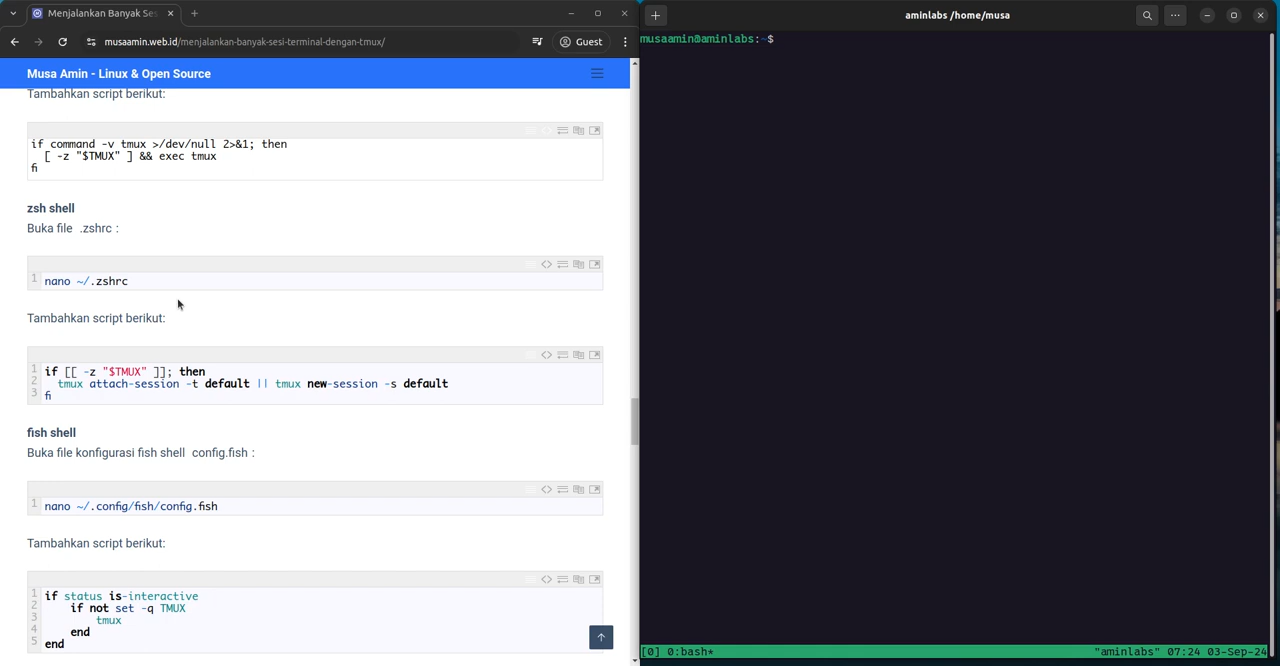 Menjalankan Banyak Ses
musaamin.web.id/menjalankan-banyak-sesi-terminal-dengan-tmux/
Guest
Musa Amin - Linux & Open Source
Tambahkan script berikut:
if command -v tmux >/dev/null 2>&1; then
[ -z "$TMUX" ] && exec tmux
fi
zsh shell
Buka file .zshrc :
1 nano ~/.zshrc
Tambahkan script berikut:
1 if [[ -z "$TMUX" ]]; then
2 tmux attach-session -t default || tmux new-session -s default
3 fi
fish shell
Buka file konfigurasi fish shell config.fish :
1 nano ~/.config/fish/config.fish
Tambahkan script berikut:
1 if status is-interactive
2 if not set -q TMUX
3 tmux
4 end
5 end
aminlabs /home/musa
musaamin@aminlabs:~$
[0] 0:bash* "aminlabs" 07:24 03-Sep-24